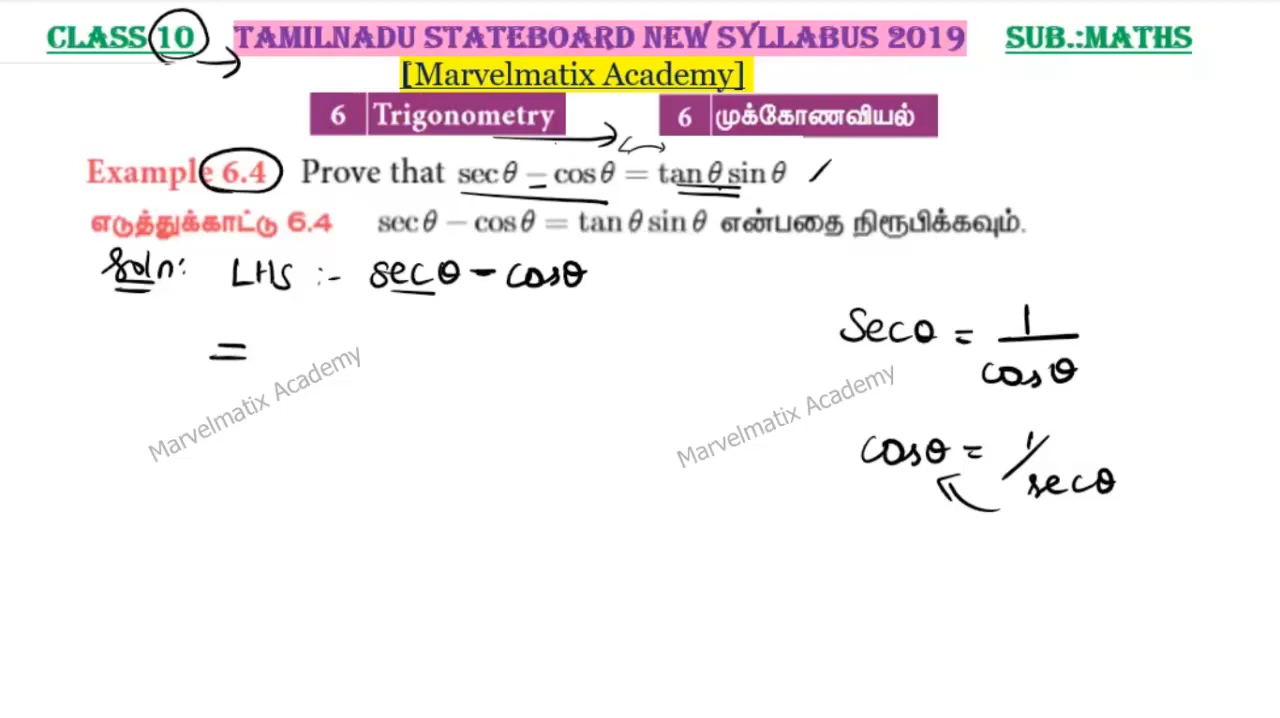 CLASS 10 TAMILNADU STATEBOARD NEW SYLLABUS 2019 SUB.:MATHS
[Marvelmatix Academy]
6 Trigonometry 6 முக்கோணவியல்
Example 6.4 Prove that secθ − cosθ = tanθ sinθ
எடுத்துக்காட்டு 6.4 secθ − cosθ = tanθ sinθ என்பதை நிரூபிக்கவும்.
Soln: LHS :- secθ - cosθ
Secθ = 1/cosθ
=
Marvelmatix Academy
Marvelmatix Academy
cosθ = 1/secθ